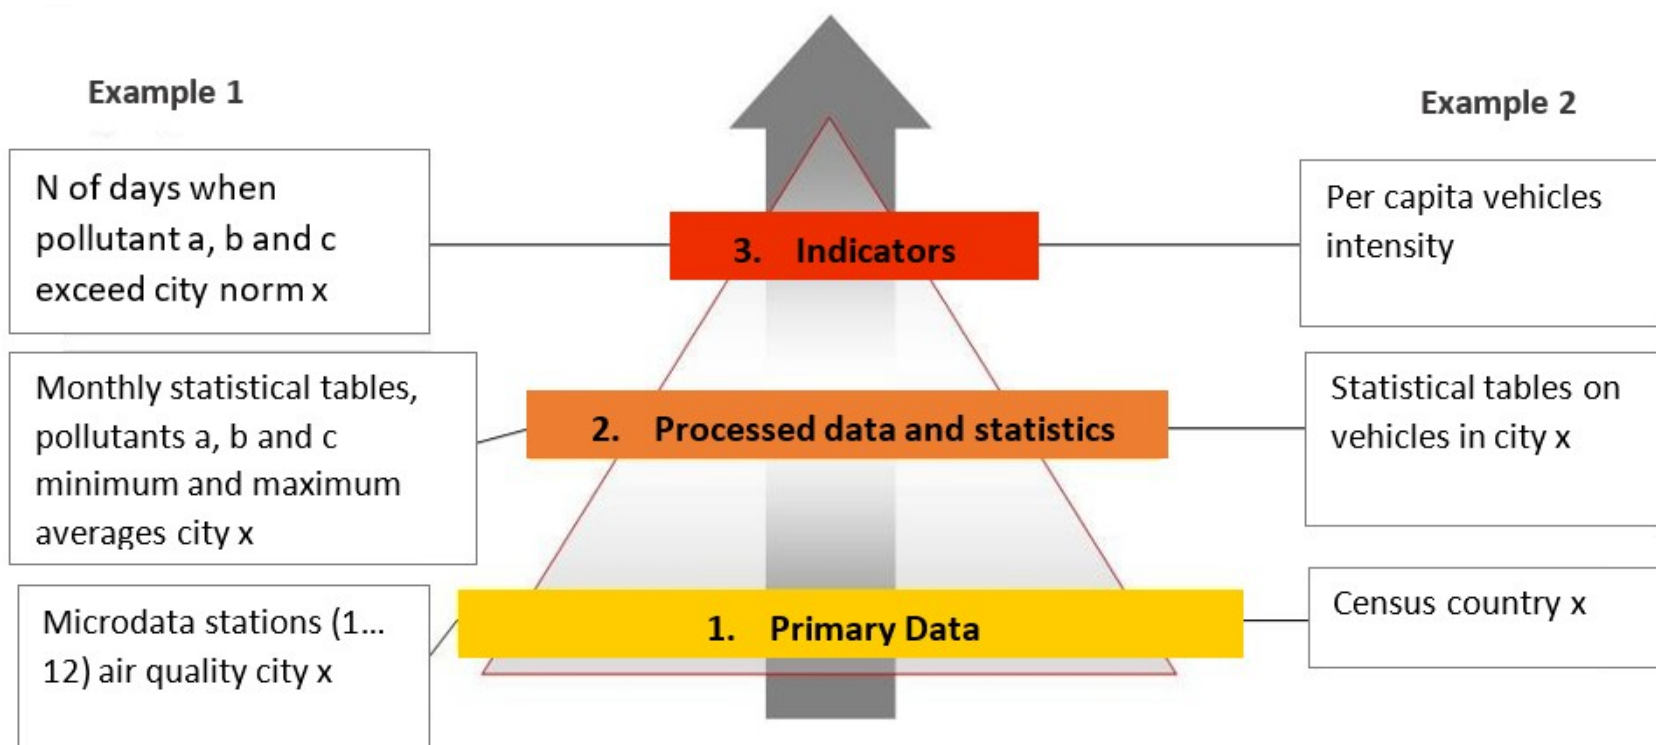 Example 1
N of days when
pollutant a, b and c
exceed city norm x
Monthly statistical tables,
pollutants a, b and c
minimum and maximum
averages city x
Microdata stations (1...
12) air quality city x
3. Indicators
2. Processed data and statistics
1. Primary Data
Example 2
Per capita vehicles
intensity
Statistical tables on
vehicles in city x
Census country x